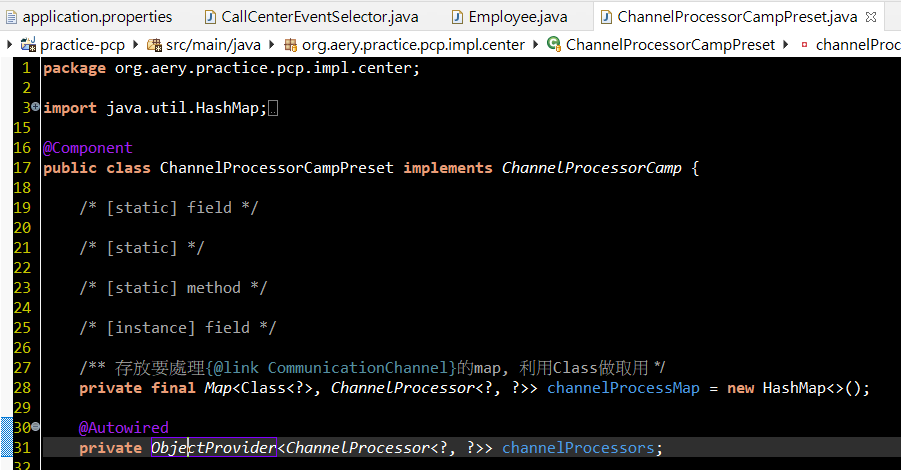 application.properties CallCenterEventSelector.java Employee.java ChannelProcessorCampPreset.java
practice-pcp src/main/java org.aery.practice.pcp.impl.center ChannelProcessorCampPreset channelProc
1 package org.aery.practice.pcp.impl.center;
2
3 import java.util.HashMap;
15
16 @Component
17 public class ChannelProcessorCampPreset implements ChannelProcessorCamp {
18
19 /* [static] field */
20
21 /* [static] */
22
23 /* [static] method */
24
25 /* [instance] field */
26
27 /** 存放要處理{@link CommunicationChannel}的map, 利用Class做取用 */
28 private final Map<Class<?>, ChannelProcessor<?, ?>> channelProcessMap = new HashMap<>();
29
30 @Autowired
31 private ObjectProvider<ChannelProcessor<?, ?>> channelProcessors;
32